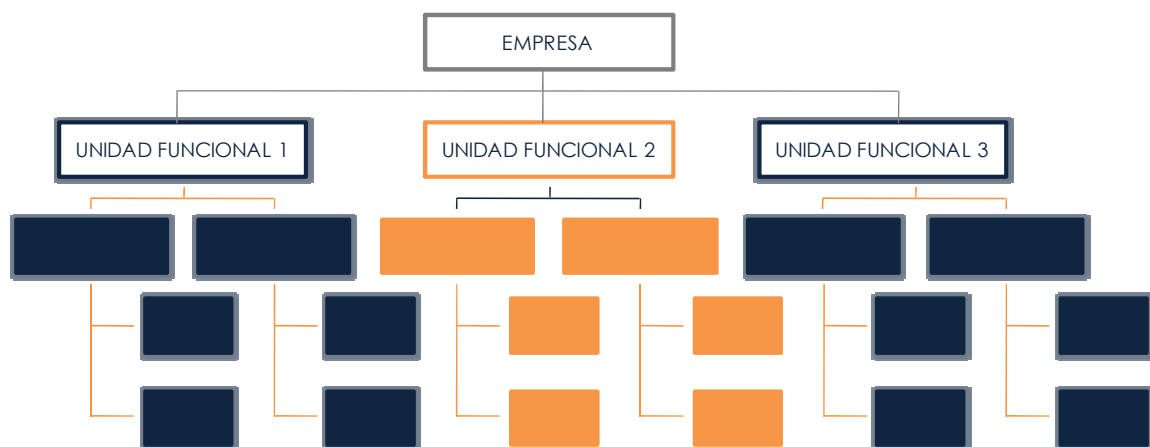 EMPRESA
UNIDAD FUNCIONAL 1
UNIDAD FUNCIONAL 2
UNIDAD FUNCIONAL 3